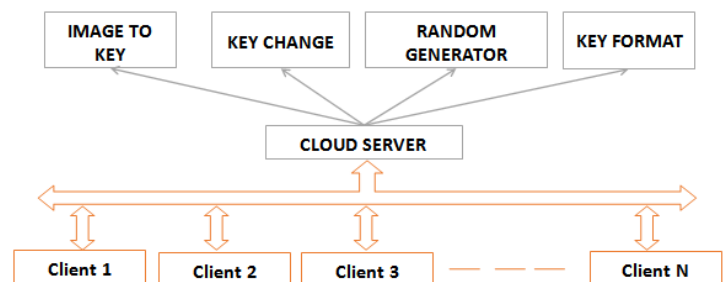 IMAGE TO
KEY
KEY CHANGE
RANDOM
GENERATOR
KEY FORMAT
CLOUD SERVER
Client 1
Client 2
Client 3
Client N